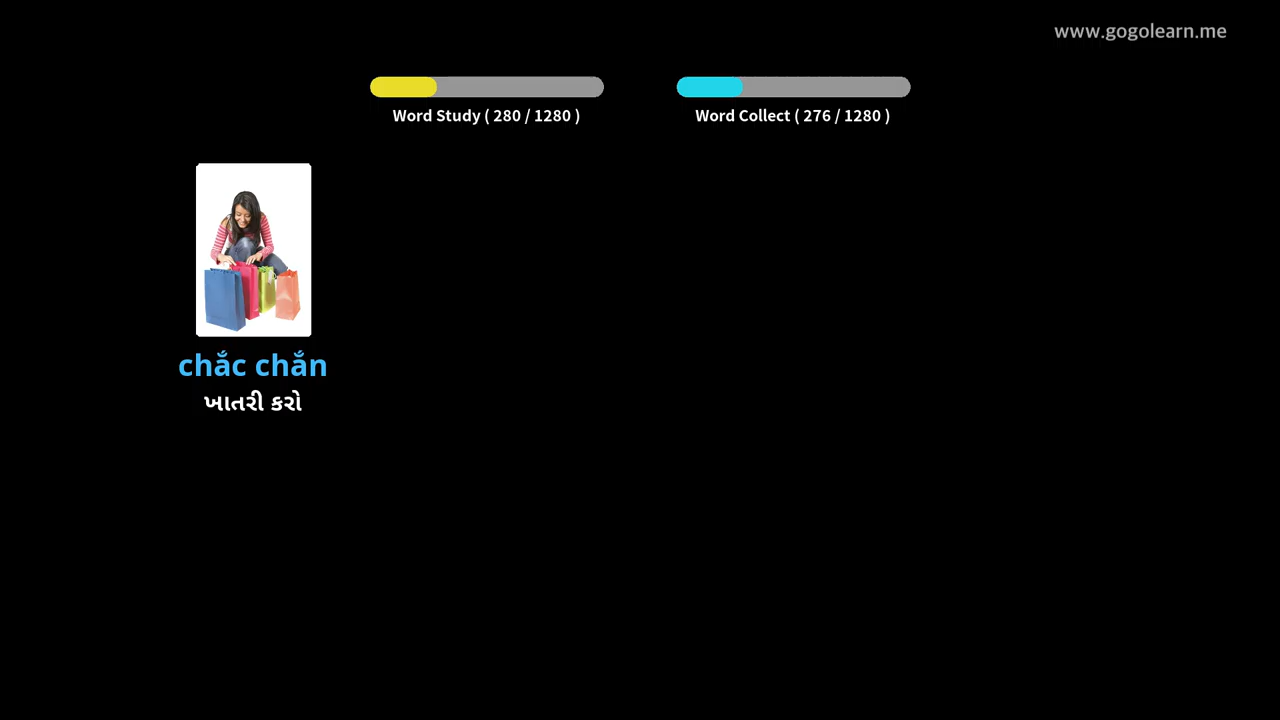 www.gogolearn.me
Word Study ( 280 / 1280 )
Word Collect ( 276 / 1280 )
chắc chắn
ખાતરી કરો